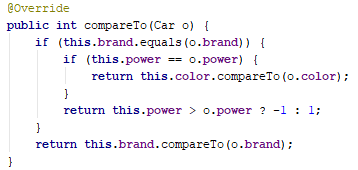 @Override
public int compareTo(Car o) {
    if (this.brand.equals(o.brand)) {
        if (this.power == o.power) {
            return this.color.compareTo(o.color);
        }
        return this.power > o.power ? -1 : 1;
    }
    return this.brand.compareTo(o.brand);
}